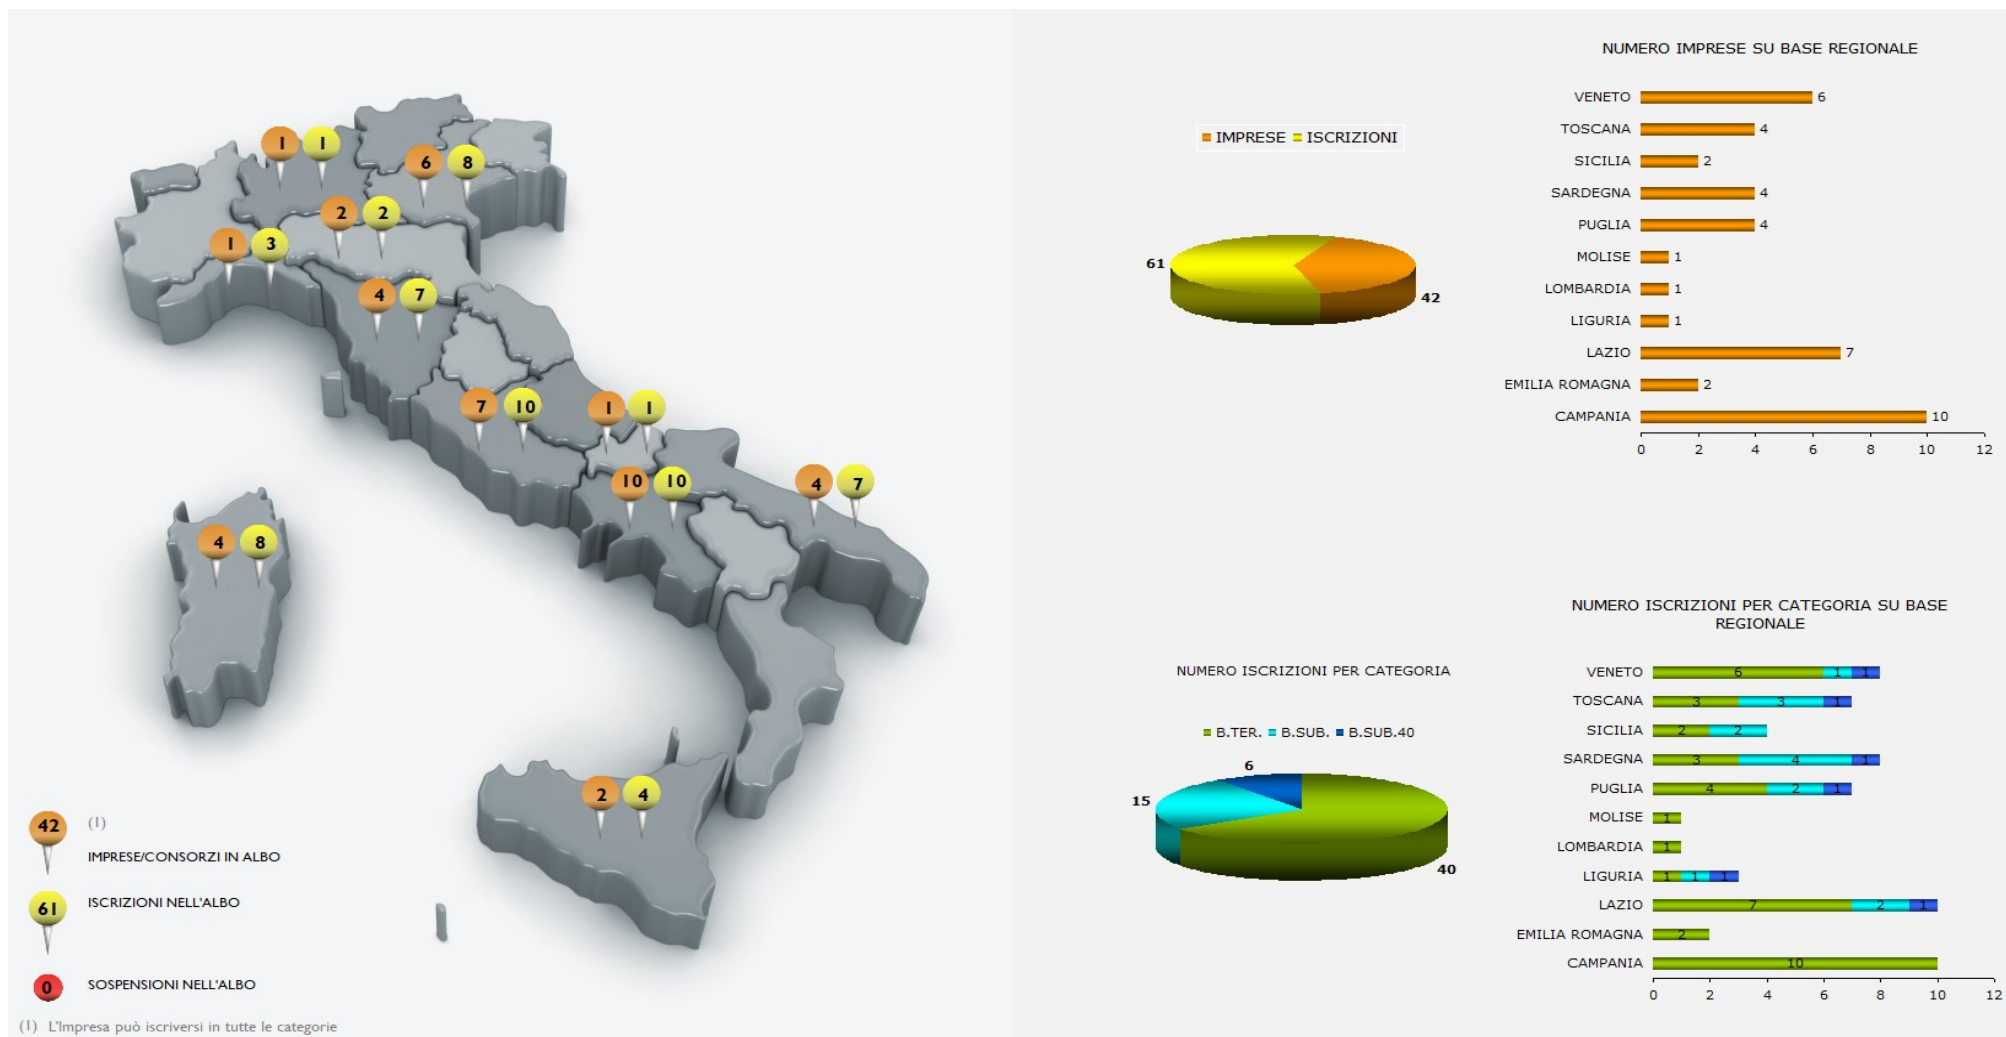 1 1
6 8
2 2
1 3
4 7
7 10
1 1
10 10
4 7
4 8
2 4
42 (1)
IMPRESE/CONSORZI IN ALBO
61 ISCRIZIONI NELL'ALBO
0 SOSPENSIONI NELL'ALBO
(1) L'Impresa può iscriversi in tutte le categorie
IMPRESE ISCRIZIONI
61
42
NUMERO IMPRESE SU BASE REGIONALE
VENETO 6
TOSCANA 4
SICILIA 2
SARDEGNA 4
PUGLIA 4
MOLISE 1
LOMBARDIA 1
LIGURIA 1
LAZIO 7
EMILIA ROMAGNA 2
CAMPANIA 10
0 2 4 6 8 10 12
NUMERO ISCRIZIONI PER CATEGORIA
B.TER. B.SUB. B.SUB.40
6
15
40
NUMERO ISCRIZIONI PER CATEGORIA SU BASE
REGIONALE
VENETO 6 1 1
TOSCANA 3 3 1
SICILIA 2 2
SARDEGNA 3 4 1
PUGLIA 4 2 1
MOLISE 1
LOMBARDIA 1
LIGURIA 1 1 1
LAZIO 7 2 1
EMILIA ROMAGNA 2
CAMPANIA 10
0 2 4 6 8 10 12